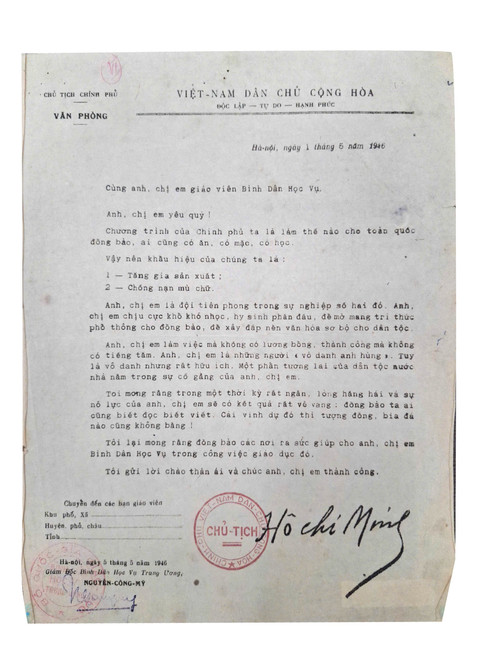 CHỦ TỊCH CHÍNH PHỦ
VĂN PHÒNG
VIỆT-NAM DÂN CHỦ CỘNG HÒA
ĐỘC LẬP — TỰ DO — HẠNH PHÚC
Hà-nội, ngày 1 tháng 5 năm 1946
Cùng anh, chị em giáo viên Bình Dân Học Vụ.
Anh, chị em yêu quý !
Chương trình của Chính phủ ta là làm thế nào cho toàn quốc
đồng bào, ai cũng có ăn, có mặc, có học.
Vậy nên khẩu hiệu của chúng ta là :
1 — Tăng gia sản xuất ;
2 — Chống nạn mù chữ.
Anh, chị em là đội tiên phong trong sự nghiệp số hai đó. Anh,
chị em chịu cực khổ khó nhọc, hy sinh phấn đấu, để mở mang tri thức
phổ thông cho đồng bào, để xây đắp nền văn hóa sơ bộ cho dân tộc.
Anh, chị em làm việc mà không có lương bổng, thành công mà không
có tiếng tăm. Anh, chị em là những người « vô danh anh hùng ». Tuy
là vô danh nhưng rất hữu ích. Một phần tương lai của dân tộc nước
nhà nằm trong sự cố gắng của anh, chị em.
Tôi mong rằng trong một thời kỳ rất ngắn, lòng hăng hái và sự
nỗ lực của anh, chị em sẽ có kết quả rất vẻ vang : đồng bào ta ai
cũng biết đọc biết viết. Cái vinh dự đó thì tượng đồng, bia đá
nào cũng không bằng !
Tôi lại mong rằng đồng bào các nơi ra sức giúp cho anh, chị em
Bình Dân Học Vụ trong công việc giáo dục đó.
Tôi gửi lời chào thân ái và chúc anh, chị em thành công.
Chuyển đến các bạn giáo viên
Khu phố, Xã
Huyện, phủ, châu
Tỉnh
CHÍNH PHỦ VIỆT-NAM DÂN CHỦ CỘNG HÒA
CHỦ-TỊCH
Hồ chí Minh
Hà-nội, ngày 5 tháng 5 năm 1946
Giám Đốc Bình Dân Học Vụ Trung Ương,
NGUYỄN-CÔNG-MỸ